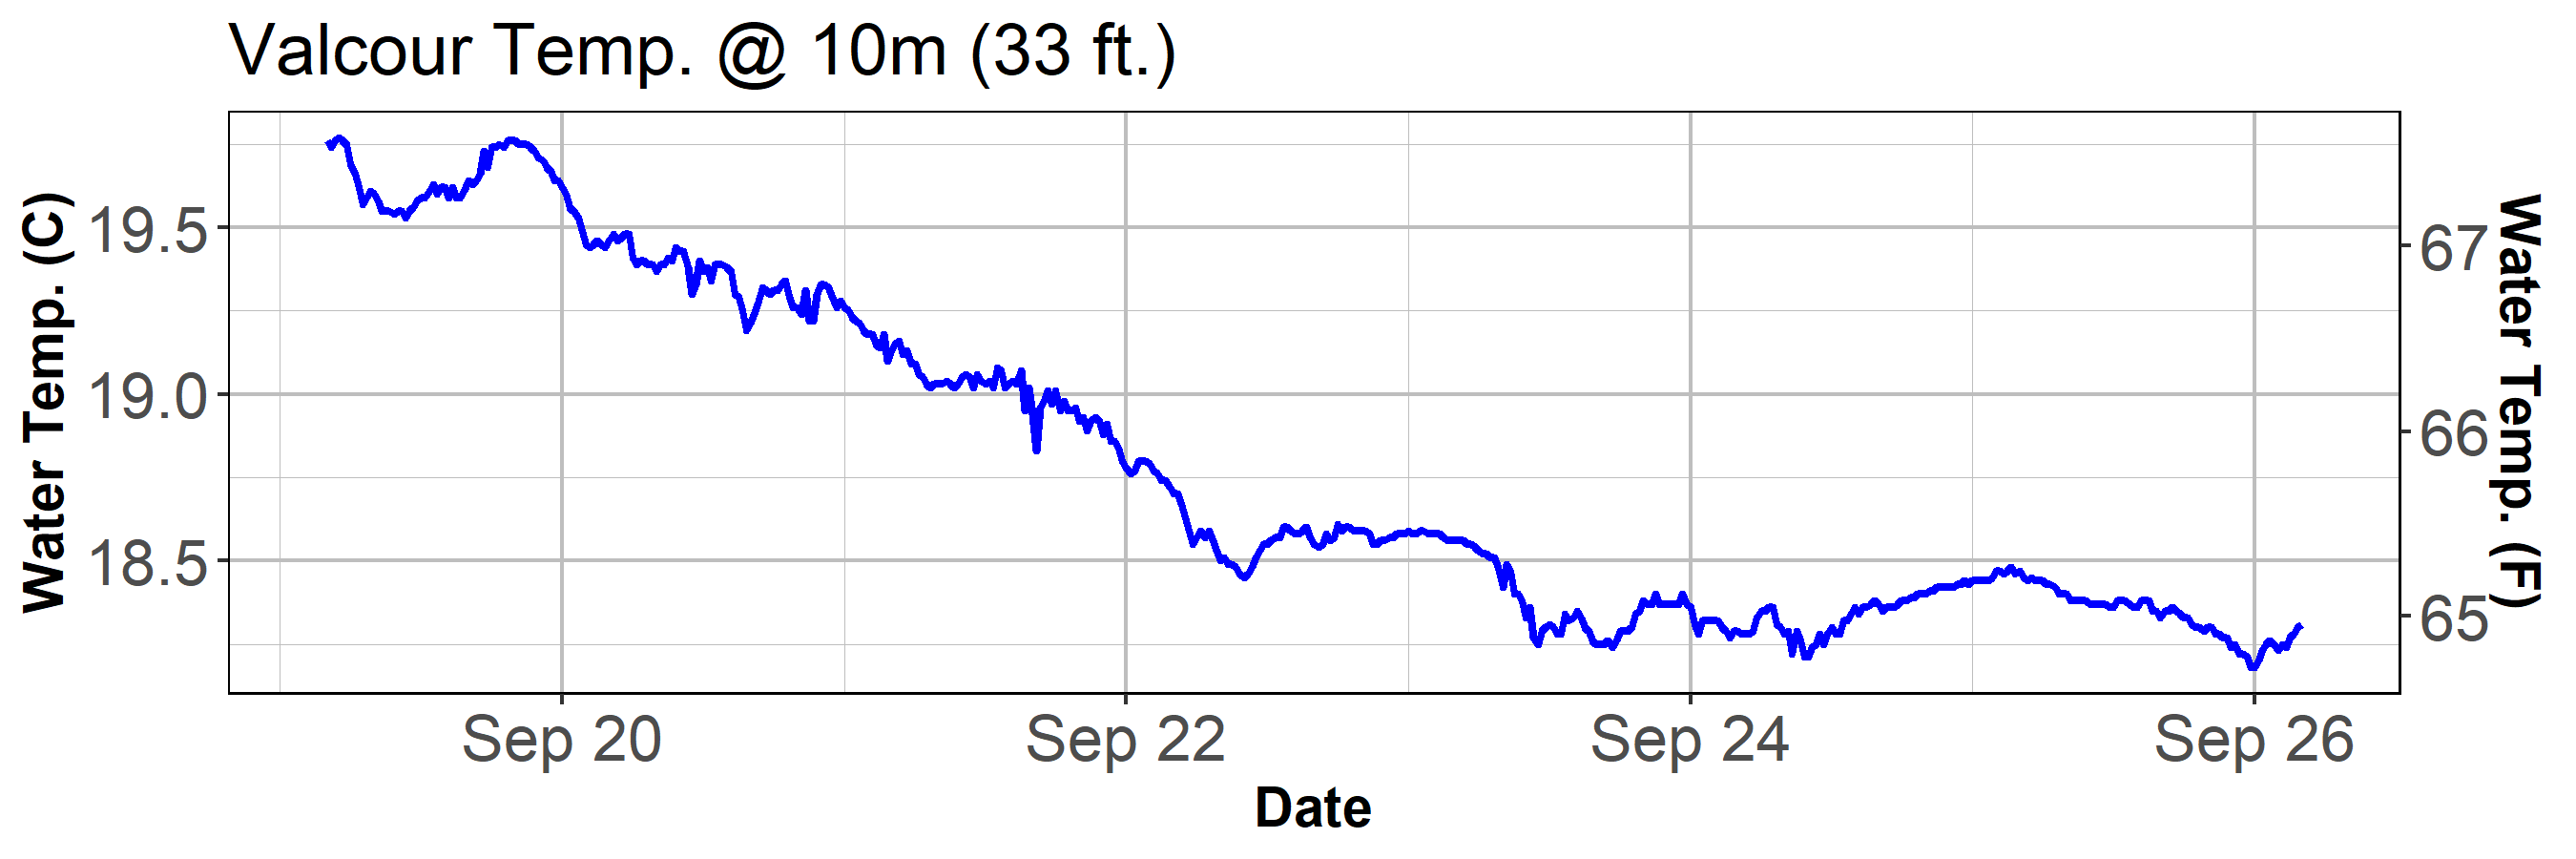 Valcour Temp. @ 10m (33 ft.)
Water Temp. (C)
19.5
19.0
18.5
67
66
65
Water Temp. (F)
Sep 20
Sep 22
Sep 24
Sep 26
Date